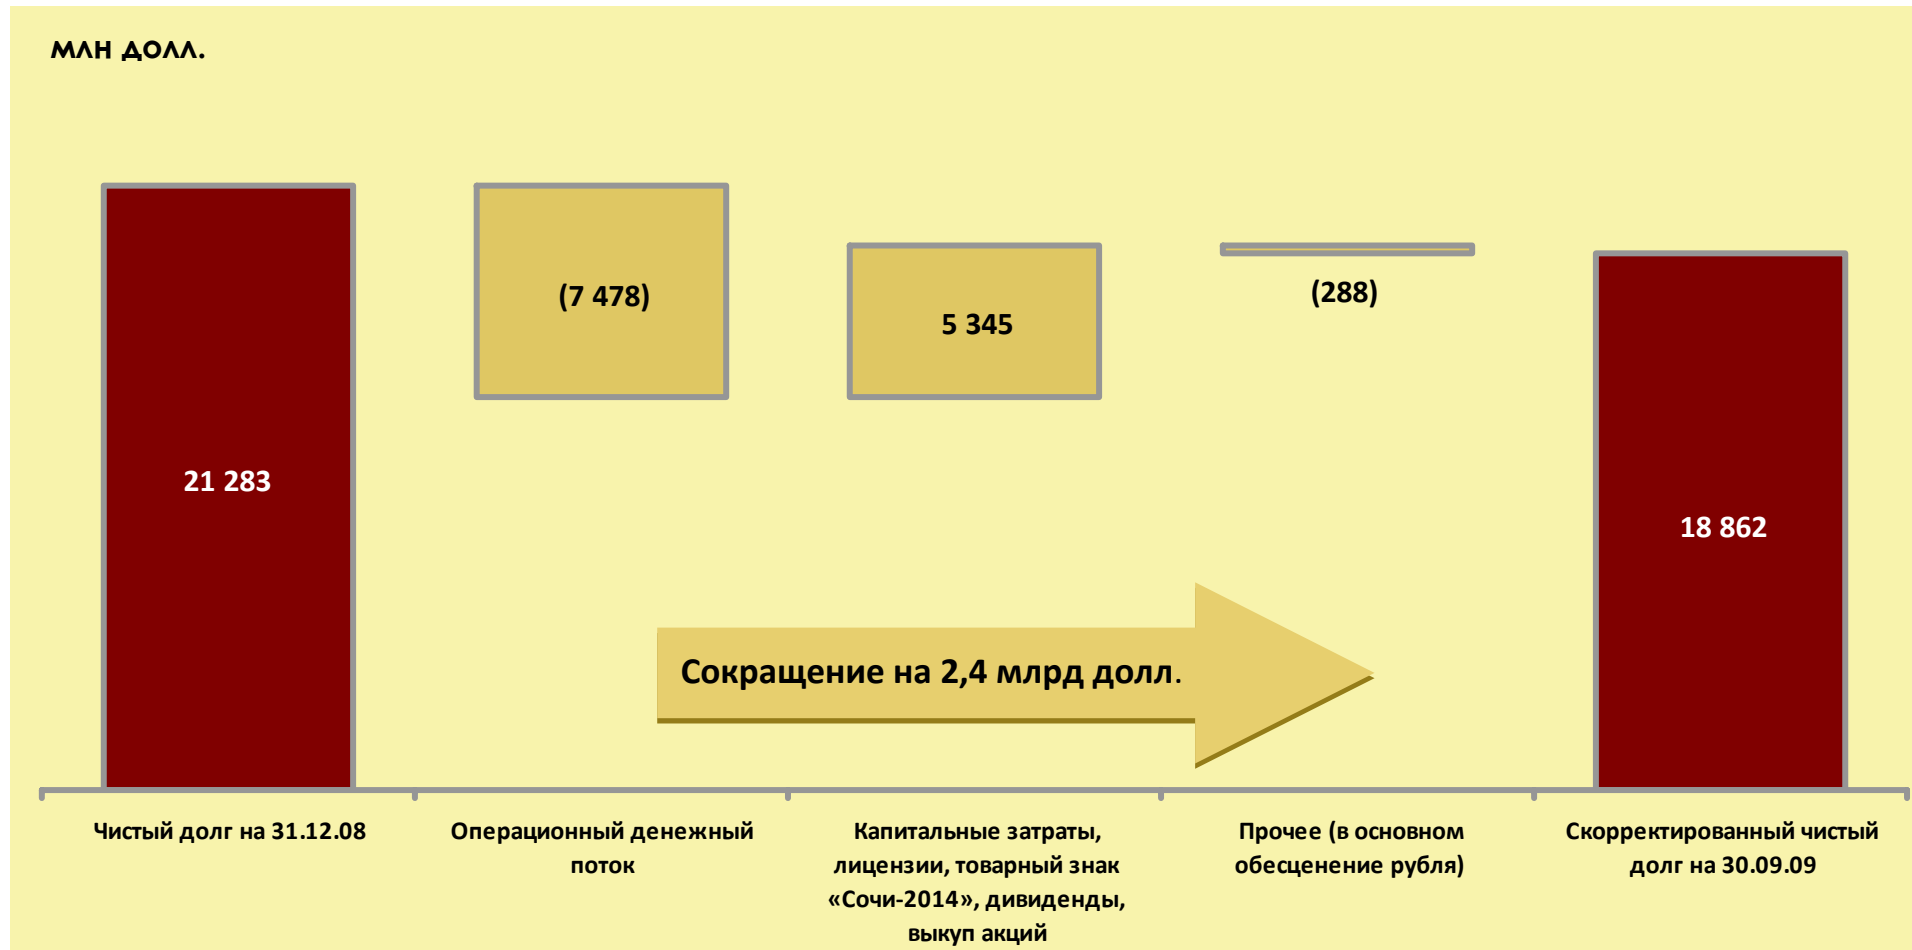 МЛН ДОЛЛ.
(7 478)
(288)
5 345
21 283
18 862
Сокращение на 2,4 млрд долл.
Чистый долг на 31.12.08
Операционный денежный
поток
Капитальные затраты,
лицензии, товарный знак
«Сочи-2014», дивиденды,
выкуп акций
Прочее (в основном
обесценение рубля)
Скорректированный чистый
долг на 30.09.09